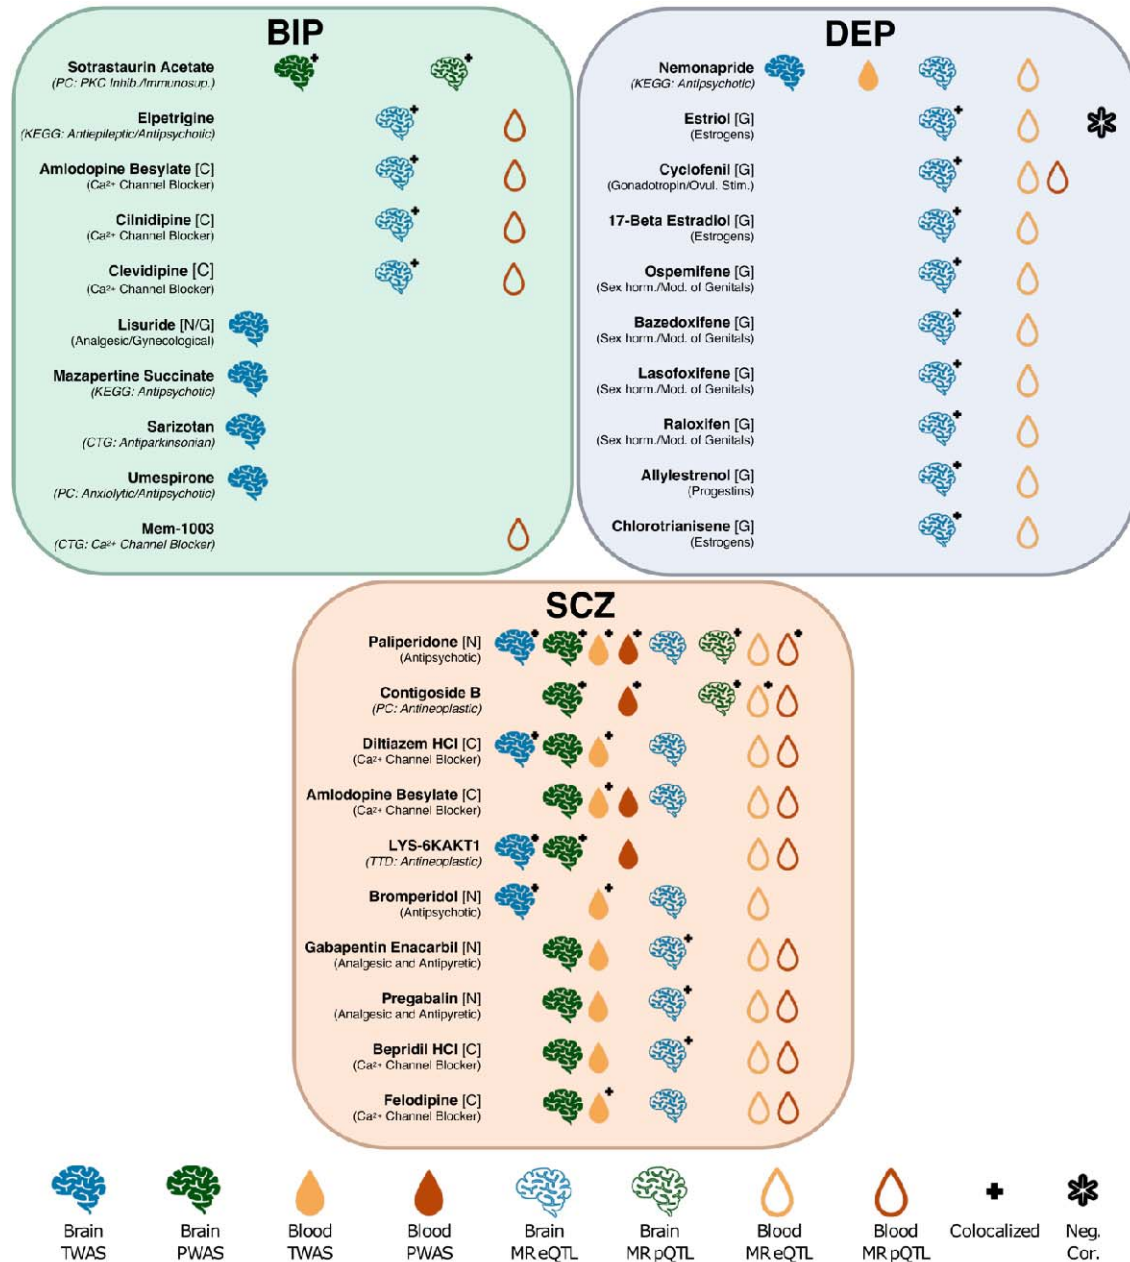 BIP
Sotrastaurin Acetate
(PC: PKC Inhib./Immunosup.)
Elpetrigine
(KEGG: Antiepileptic/Antipsychotic)
Amlodopine Besylate [C]
(Ca²⁺ Channel Blocker)
Cilnidipine [C]
(Ca²⁺ Channel Blocker)
Clevidipine [C]
(Ca²⁺ Channel Blocker)
Lisuride [N/G]
(Analgesic/Gynecological)
Mazapertine Succinate
(KEGG: Antipsychotic)
Sarizotan
(CTG: Antiparkinsonian)
Umespirone
(PC: Anxiolytic/Antipsychotic)
Mem-1003
(CTG: Ca²⁺ Channel Blocker)
DEP
Nemonapride
(KEGG: Antipsychotic)
Estriol [G]
(Estrogens)
Cyclofenil [G]
(Gonadotropin/Ovul. Stim.)
17-Beta Estradiol [G]
(Estrogens)
Ospemifene [G]
(Sex horm./Mod. of Genitals)
Bazedoxifene [G]
(Sex horm./Mod. of Genitals)
Lasofoxifene [G]
(Sex horm./Mod. of Genitals)
Raloxifen [G]
(Sex horm./Mod. of Genitals)
Allylestrenol [G]
(Progestins)
Chlorotrianisene [G]
(Estrogens)
SCZ
Paliperidone [N]
(Antipsychotic)
Contigoside B
(PC: Antineoplastic)
Diltiazem HCl [C]
(Ca²⁺ Channel Blocker)
Amlodopine Besylate [C]
(Ca²⁺ Channel Blocker)
LYS-6KAKT1
(TTD: Antineoplastic)
Bromperidol [N]
(Antipsychotic)
Gabapentin Enacarbil [N]
(Analgesic and Antipyretic)
Pregabalin [N]
(Analgesic and Antipyretic)
Bepridil HCl [C]
(Ca²⁺ Channel Blocker)
Felodipine [C]
(Ca²⁺ Channel Blocker)
Brain TWAS
Brain PWAS
Blood TWAS
Blood PWAS
Brain MR eQTL
Brain MR pQTL
Blood MR eQTL
Blood MR pQTL
Colocalized
Neg. Cor.